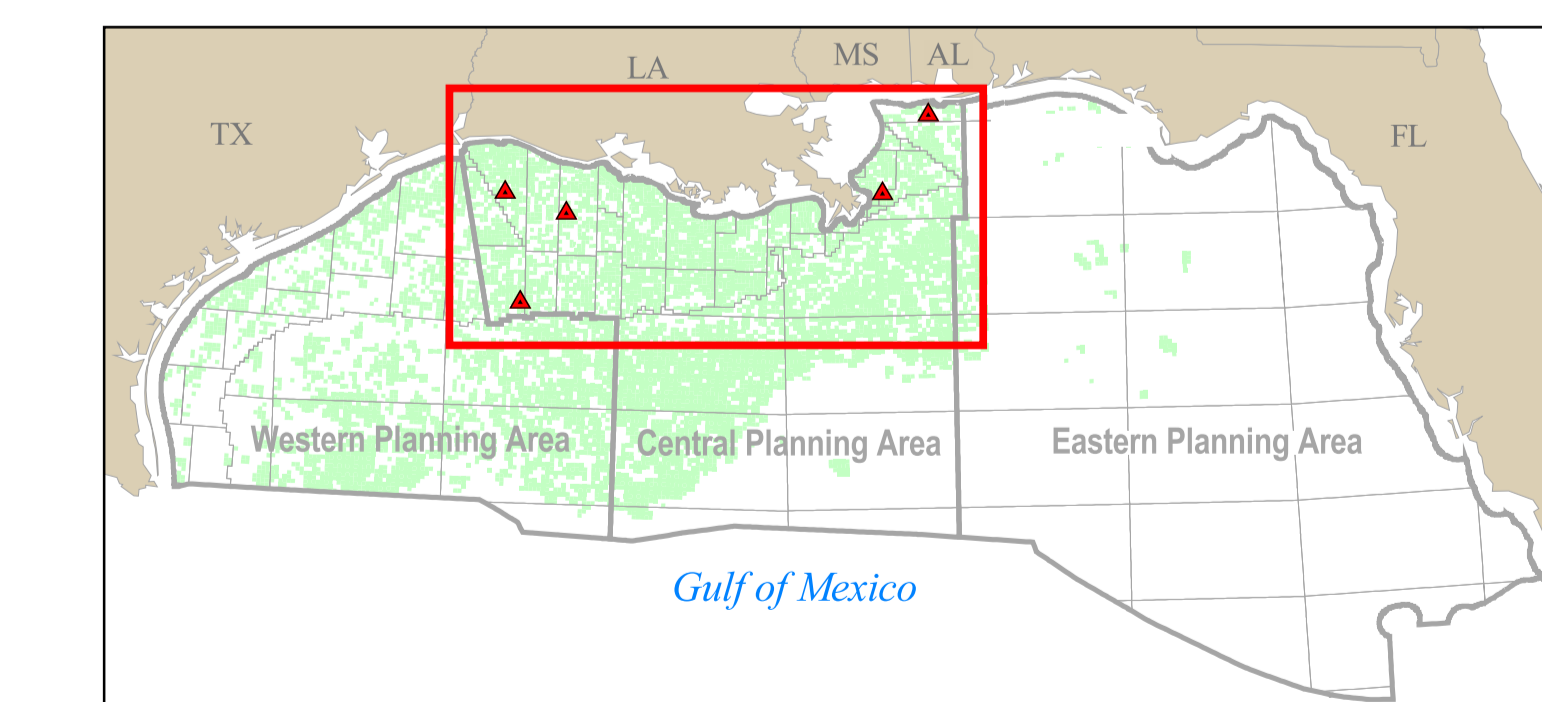 MS
AL
LA
TX
FL
Western Planning Area
Central Planning Area
Eastern Planning Area
Gulf of Mexico